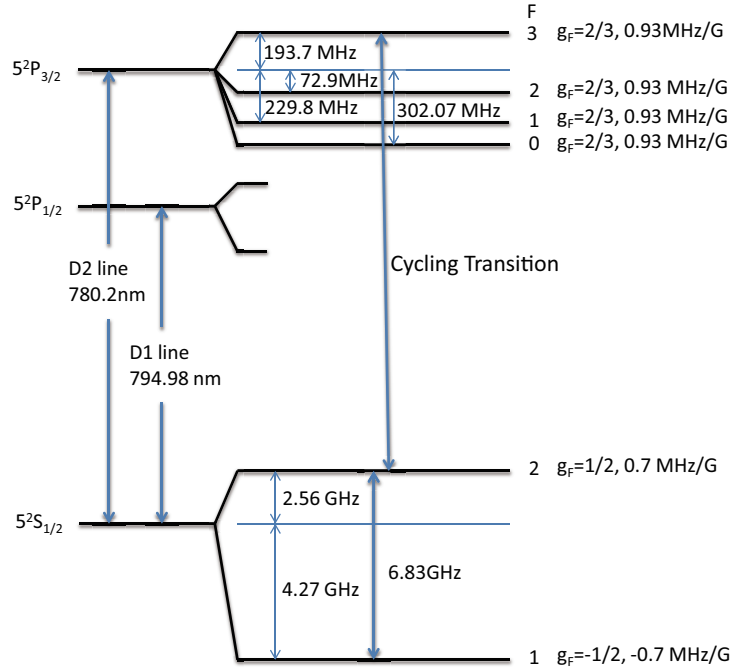 F
3 gF=2/3, 0.93MHz/G
193.7 MHz
5²P3/2
72.9MHz
2 gF=2/3, 0.93 MHz/G
229.8 MHz
302.07 MHz
1 gF=2/3, 0.93 MHz/G
0 gF=2/3, 0.93 MHz/G
5²P1/2
Cycling Transition
D2 line
780.2nm
D1 line
794.98 nm
2 gF=1/2, 0.7 MHz/G
2.56 GHz
5²S1/2
4.27 GHz
6.83GHz
1 gF=-1/2, -0.7 MHz/G